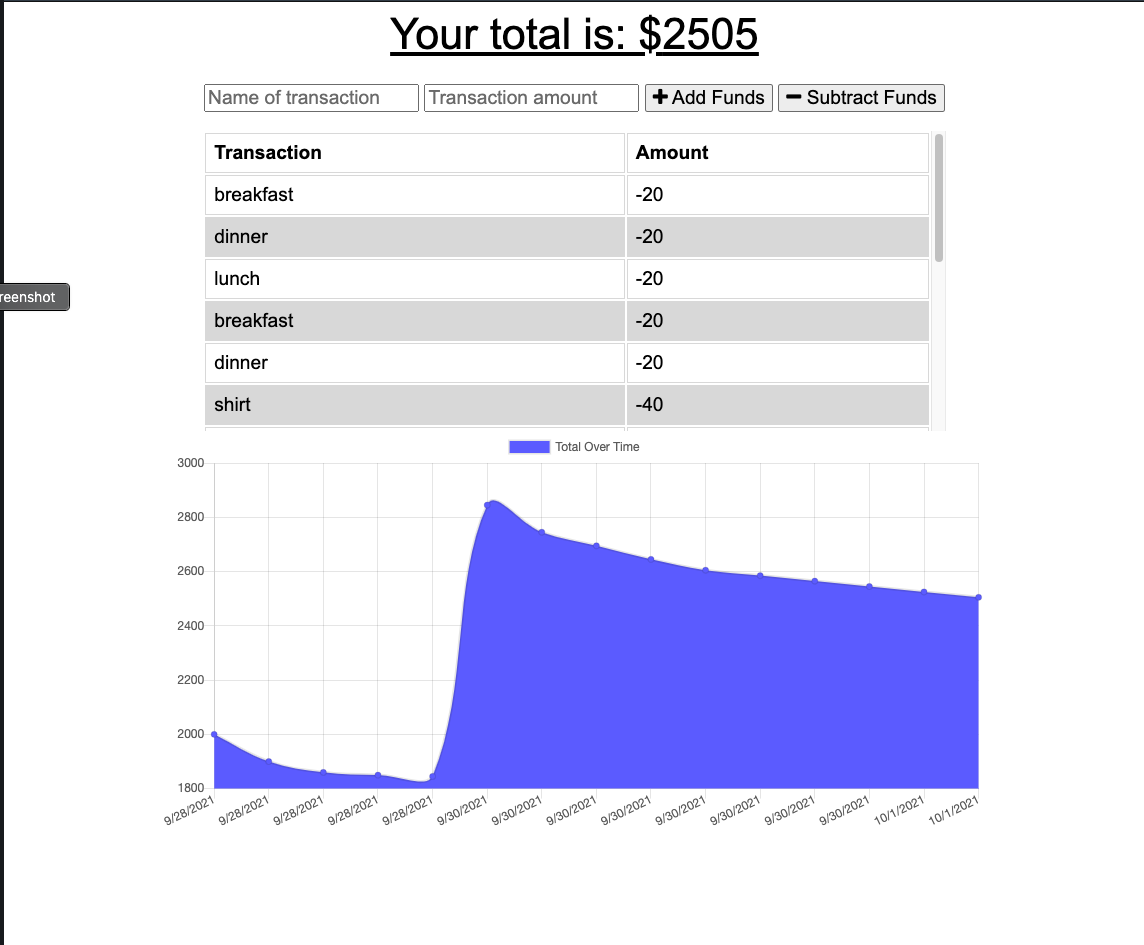 Your total is: $2505
Name of transaction Transaction amount Add Funds Subtract Funds
Transaction Amount
breakfast -20
dinner -20
lunch -20
reenshot
breakfast -20
dinner -20
shirt -40
Total Over Time
3000
2800
2600
2400
2200
2000
1800
9/28/2021 9/28/2021 9/28/2021 9/28/2021 9/28/2021 9/30/2021 9/30/2021 9/30/2021 9/30/2021 9/30/2021 9/30/2021 9/30/2021 9/30/2021 10/1/2021 10/1/2021